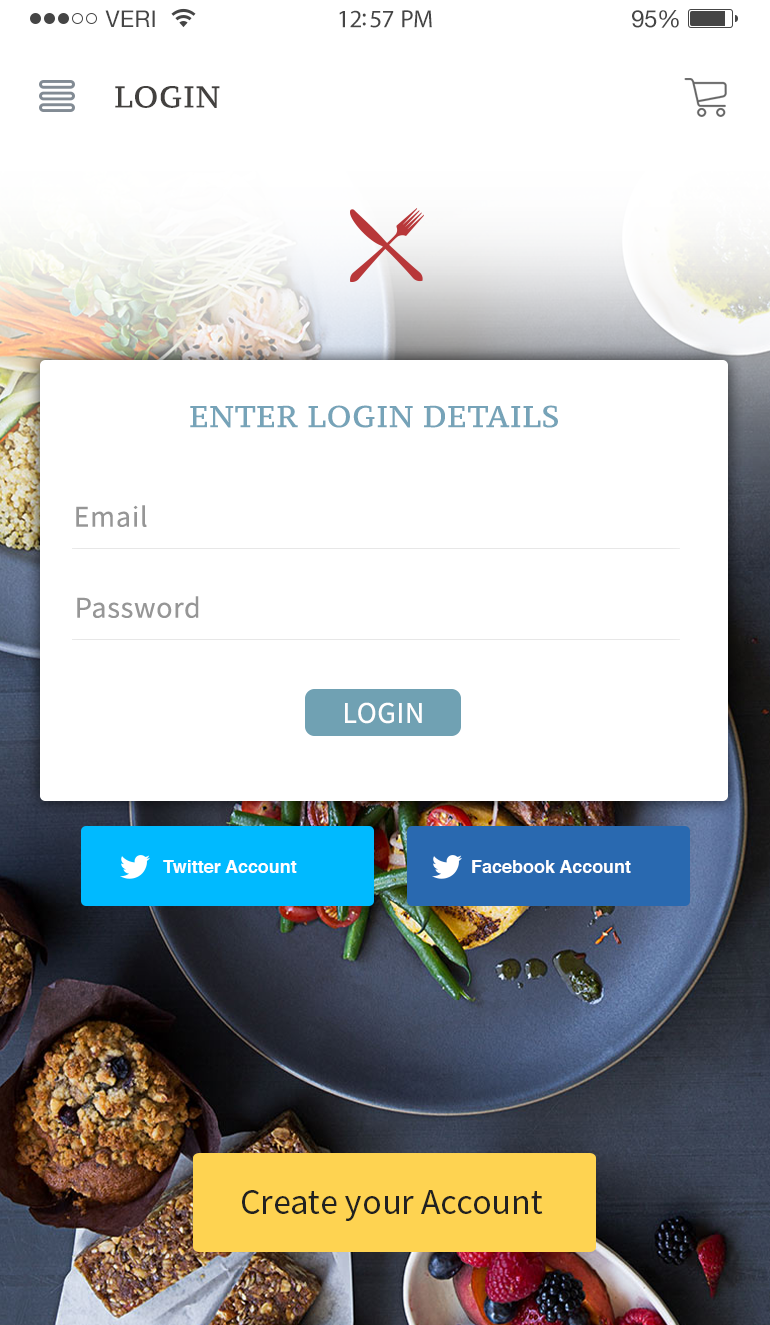 VERI 12:57 PM 95%
LOGIN
ENTER LOGIN DETAILS
Email
Password
LOGIN
Twitter Account Facebook Account
Create your Account